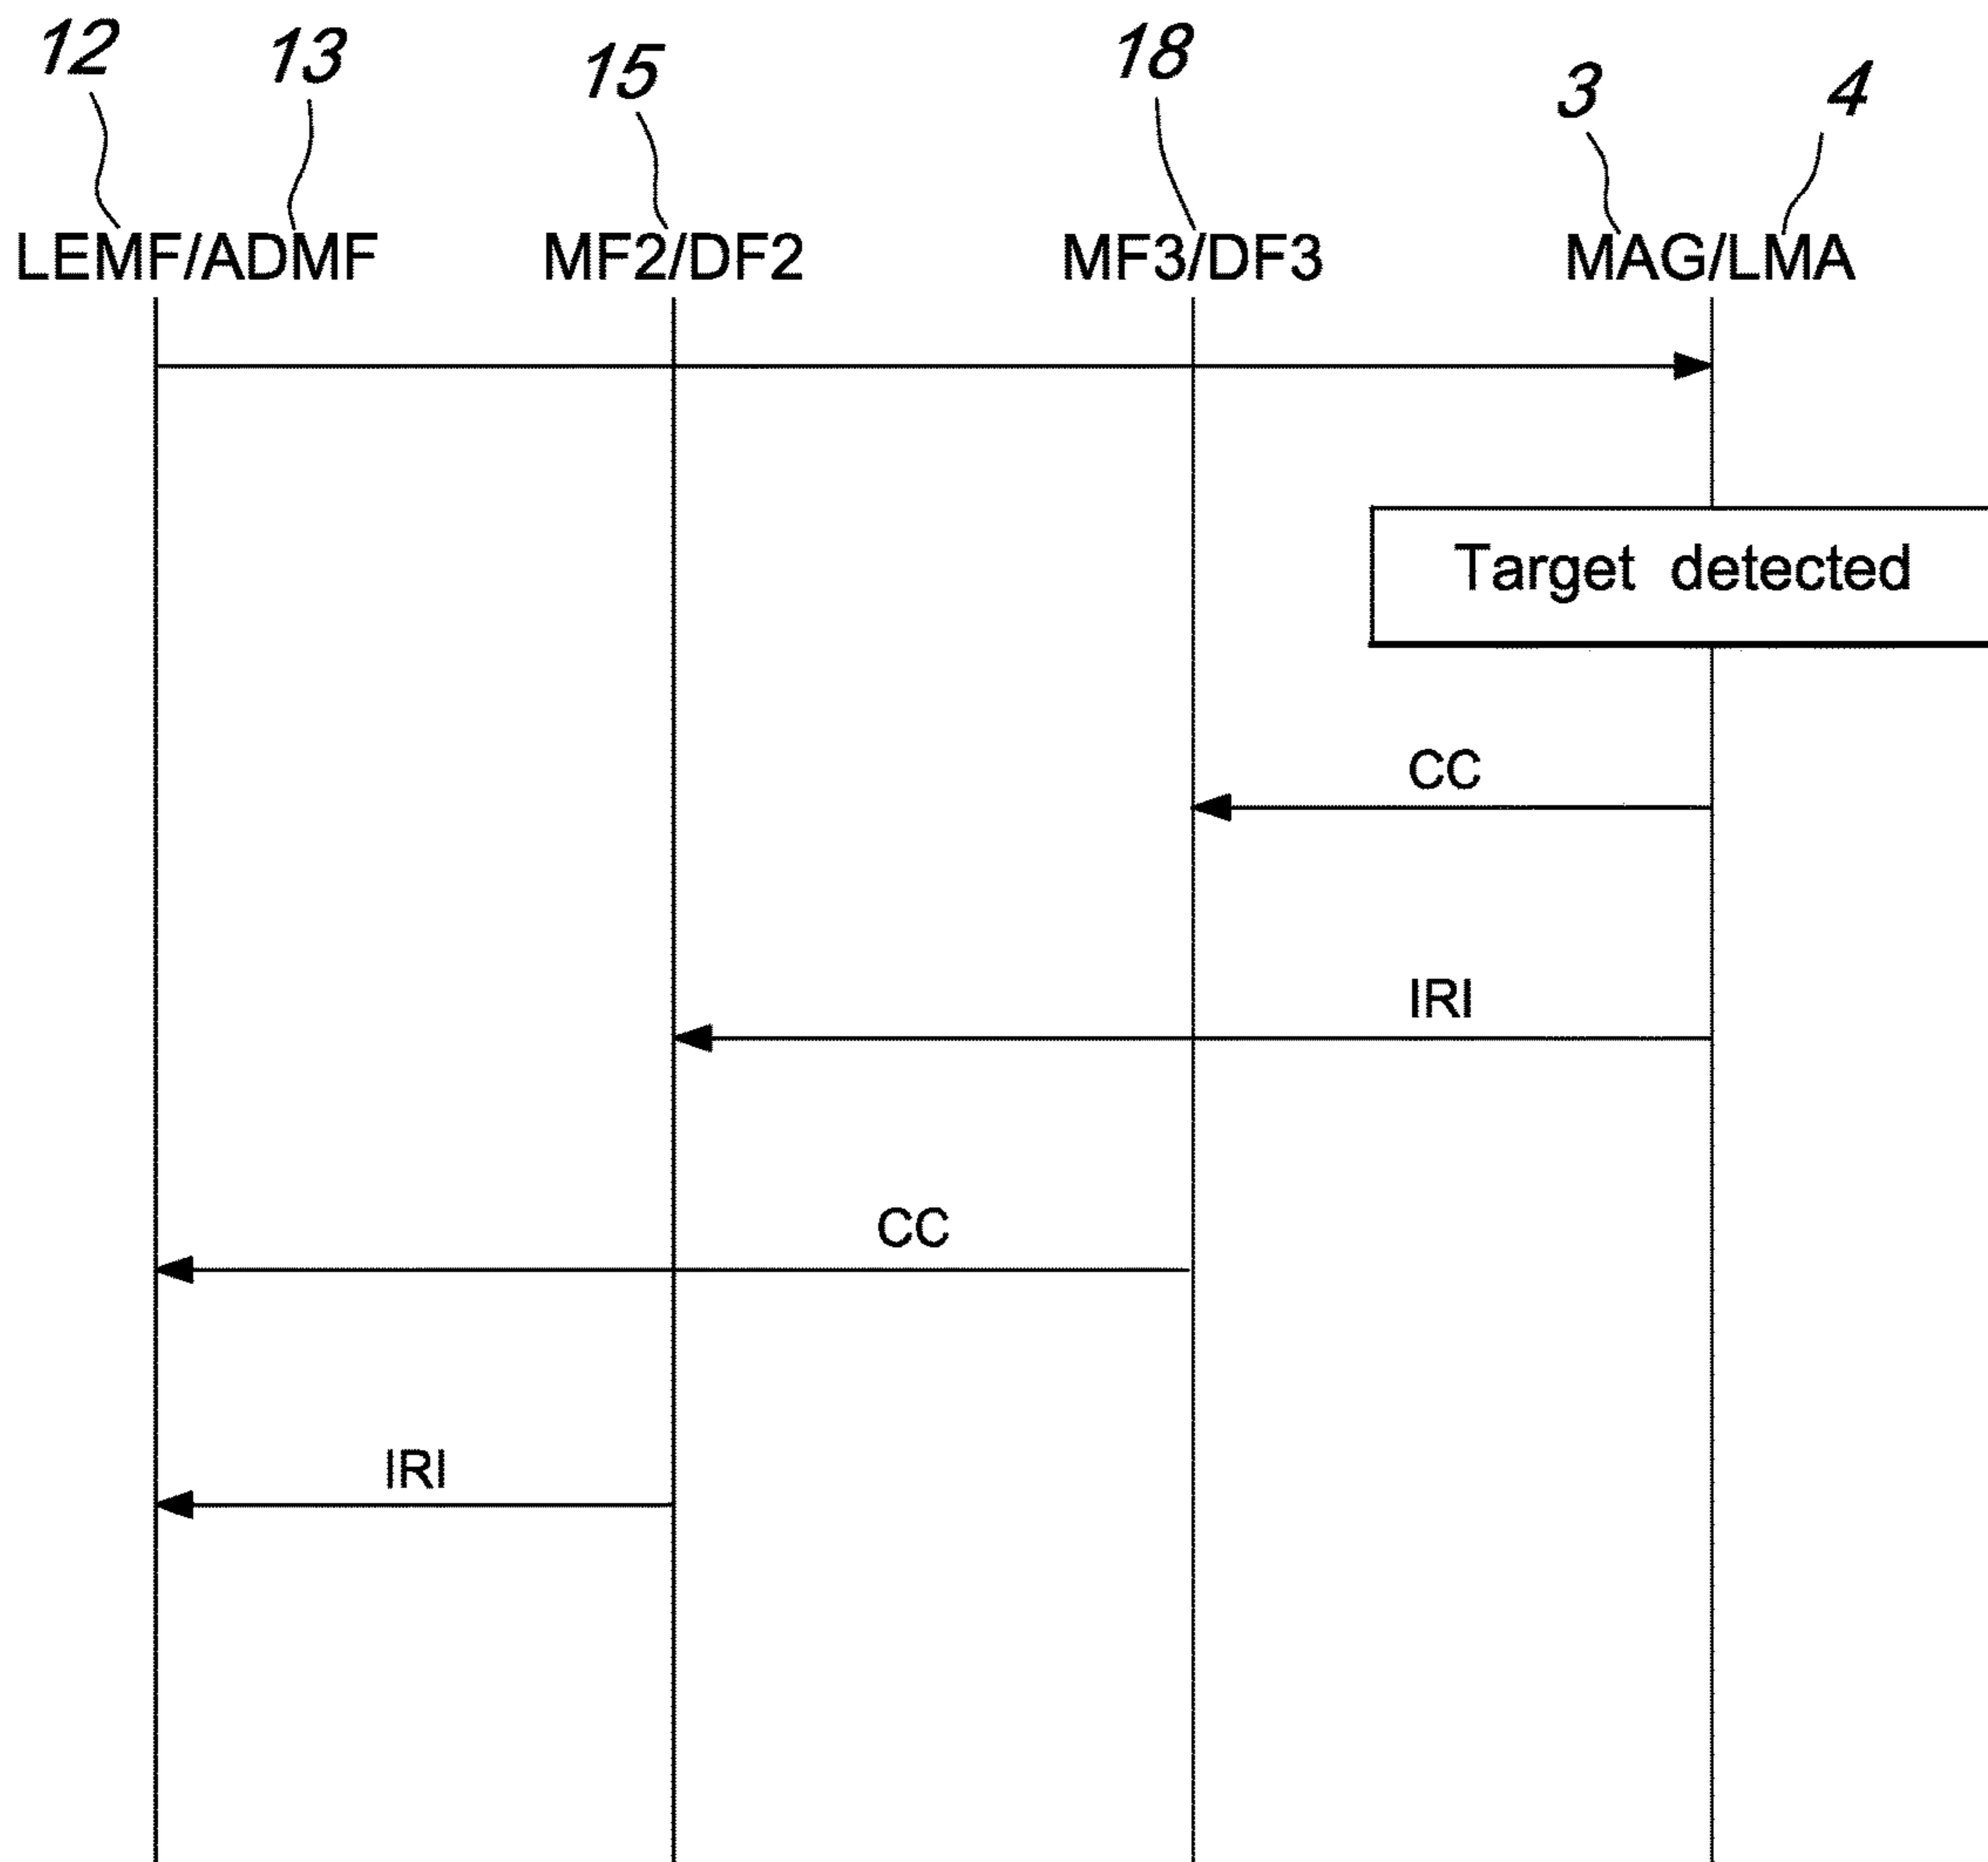 12 13 15 18 3 4
LEMF/ADMF MF2/DF2 MF3/DF3 MAG/LMA
Target detected
CC
IRI
CC
IRI